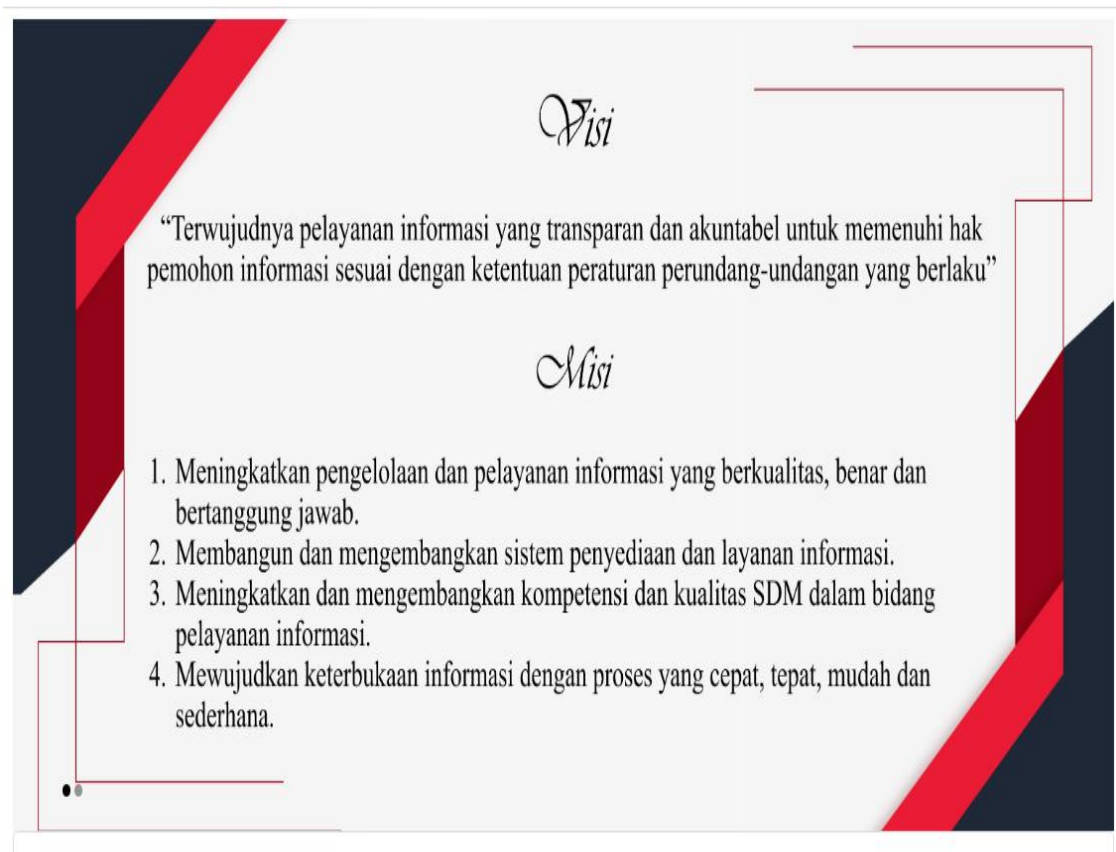 Visi
“Terwujudnya pelayanan informasi yang transparan dan akuntabel untuk memenuhi hak
pemohon informasi sesuai dengan ketentuan peraturan perundang-undangan yang berlaku”
Misi
1. Meningkatkan pengelolaan dan pelayanan informasi yang berkualitas, benar dan
bertanggung jawab.
2. Membangun dan mengembangkan sistem penyediaan dan layanan informasi.
3. Meningkatkan dan mengembangkan kompetensi dan kualitas SDM dalam bidang
pelayanan informasi.
4. Mewujudkan keterbukaan informasi dengan proses yang cepat, tepat, mudah dan
sederhana.